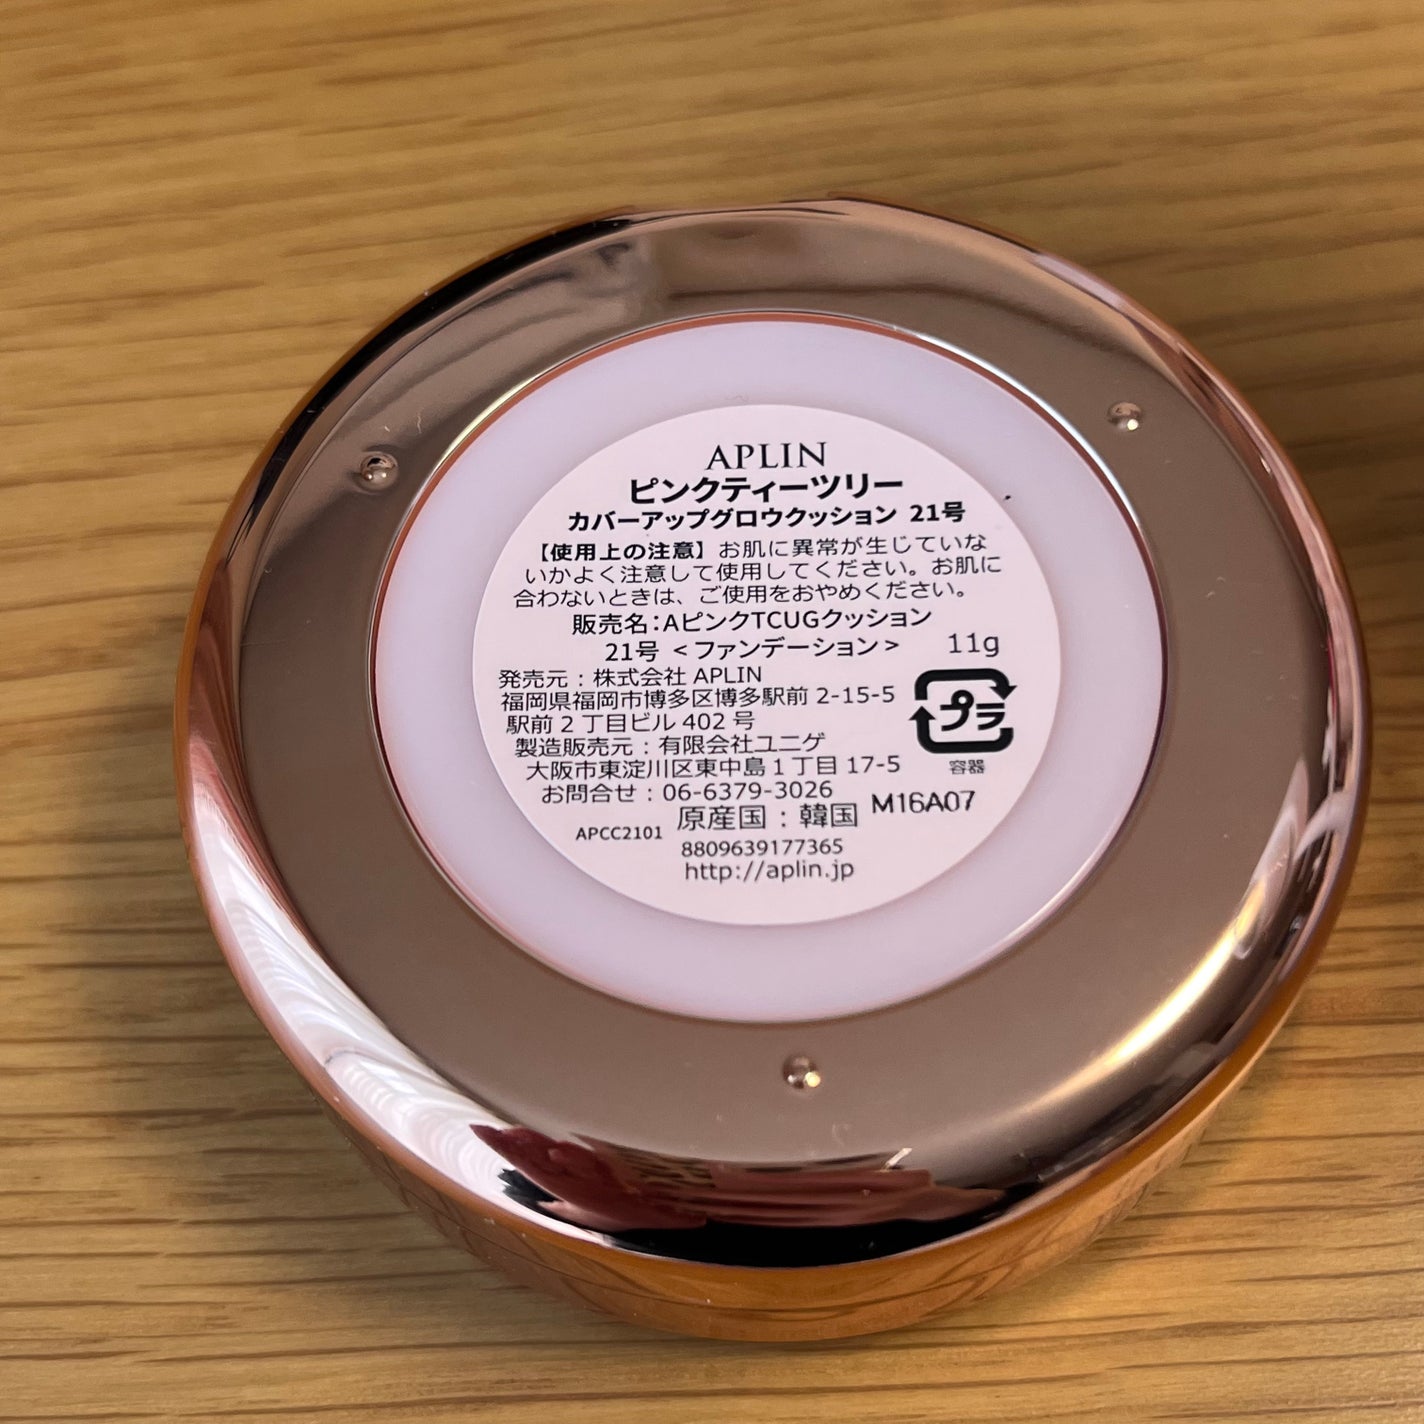 APLIN
ピンクティーツリー
カバーアップグロウクッション 21号
【使用上の注意】お肌に異常が生じていな
いかよく注意して使用してください。お肌に
合わないときは、ご使用をおやめください。
販売名：AピンクTCUGクッション
21号 <ファンデーション> 11g
発売元：株式会社 APLIN
福岡県福岡市博多区博多駅前 2-15-5
駅前２丁目ビル 402 号
製造販売元：有限会社ユニゲ
大阪市東淀川区東中島１丁目 17-5
お問合せ：06-6379-3026
プラ
容器
APCC2101 原産国：韓国 M16A07
8809639177365
http://aplin.jp